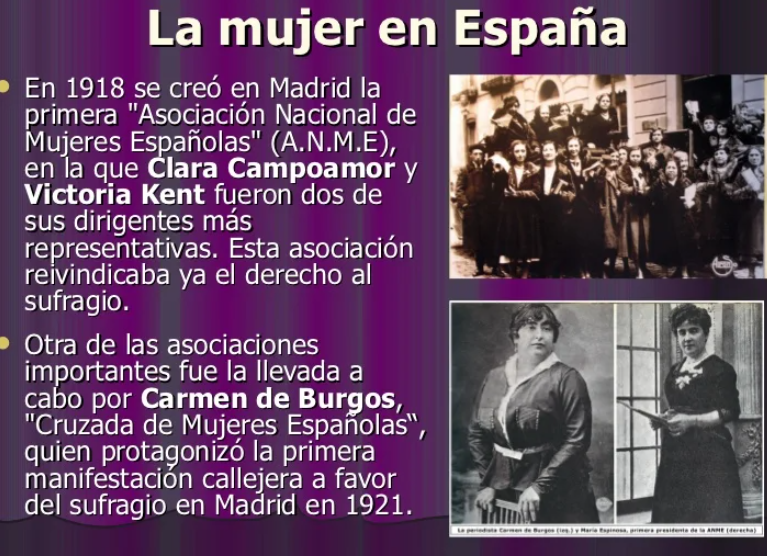 La mujer en España
En 1918 se creó en Madrid la
primera "Asociación Nacional de
Mujeres Españolas" (A.N.M.E),
en la que Clara Campoamor y
Victoria Kent fueron dos de
sus dirigentes más
representativas. Esta asociación
reivindicaba ya el derecho al
sufragio.
Otra de las asociaciones
importantes fue la llevada a
cabo por Carmen de Burgos,
"Cruzada de Mujeres Españolas“,
quien protagonizó la primera
manifestación callejera a favor
del sufragio en Madrid en 1921.
La periodista Carmen de Burgos (izq.) y María Espinosa, primera presidenta de la ANME (derecha)